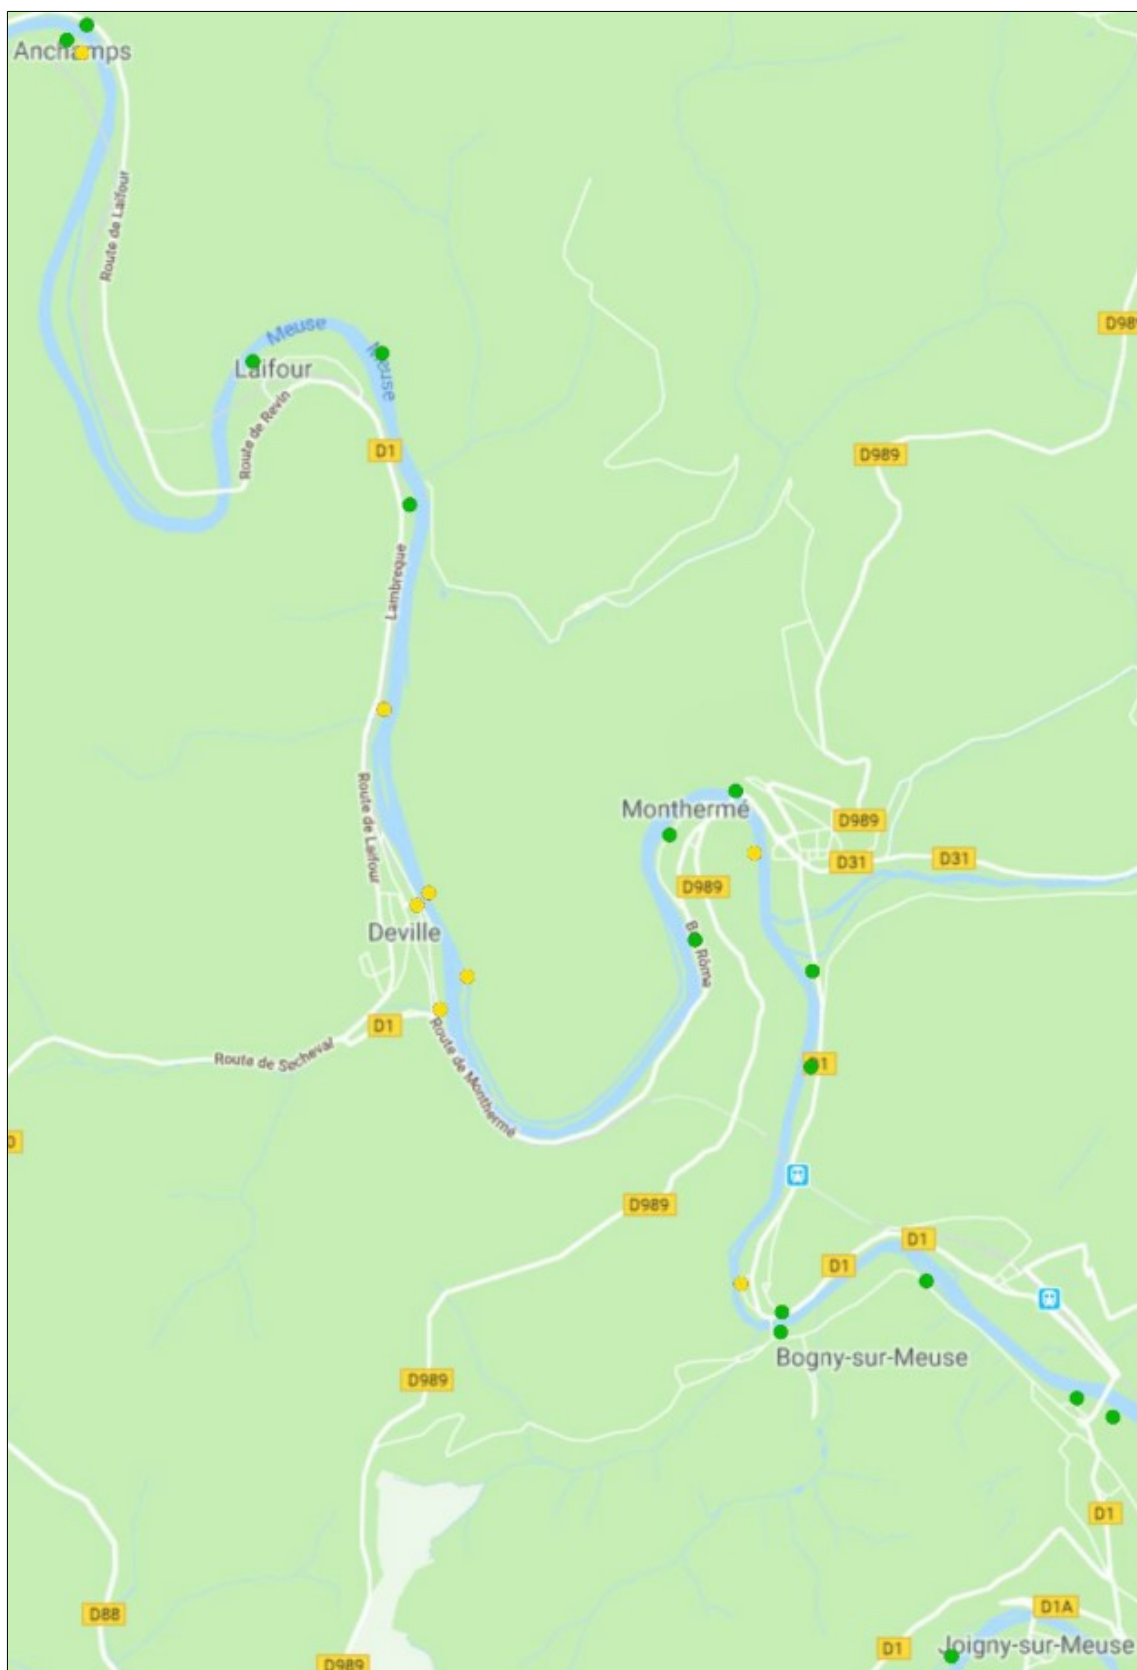 Anchamps
Route de Laifour
Meuse
Meuse
Laifour
Route de Revin
D1
D989
Lambreque
Route de Laifour
Monthermé
D989
D31
D31
D989
Deville
D1
Route de Secheval
Route de Monthermé
D1
D989
D1
D1
Bogny-sur-Meuse
D989
D1
D88
D1A
D1
Joigny-sur-Meuse
D989